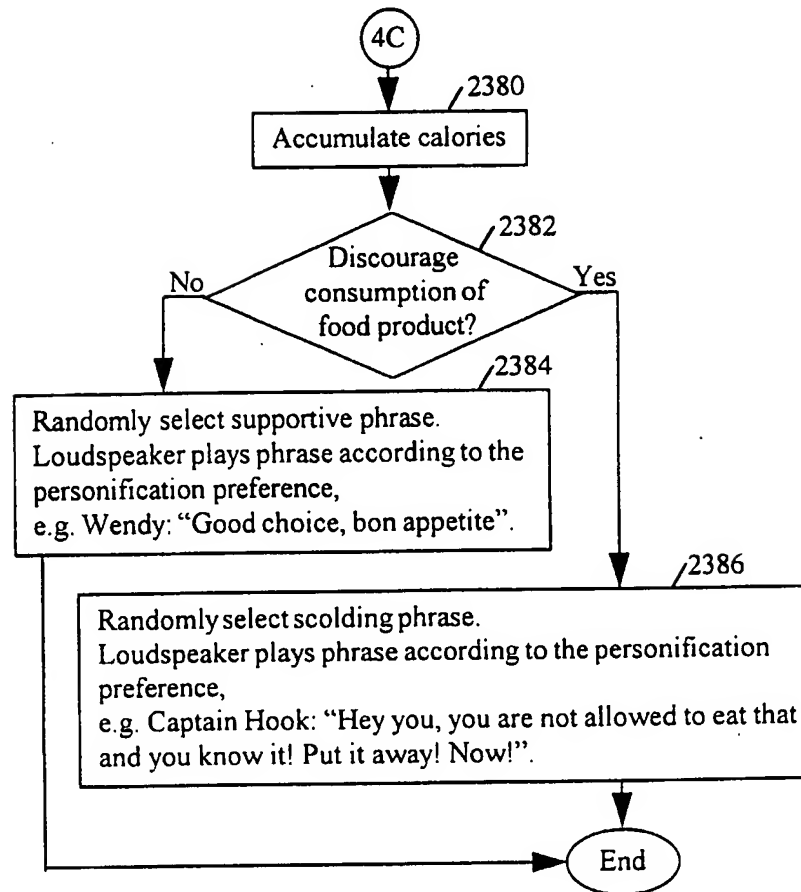 4C
2380
Accumulate calories
2382
Discourage
consumption of
food product?
No
Yes
2384
Randomly select supportive phrase.
Loudspeaker plays phrase according to the
personification preference,
e.g. Wendy: “Good choice, bon appetite”.
2386
Randomly select scolding phrase.
Loudspeaker plays phrase according to the personification
preference,
e.g. Captain Hook: “Hey you, you are not allowed to eat that
and you know it! Put it away! Now!”.
End